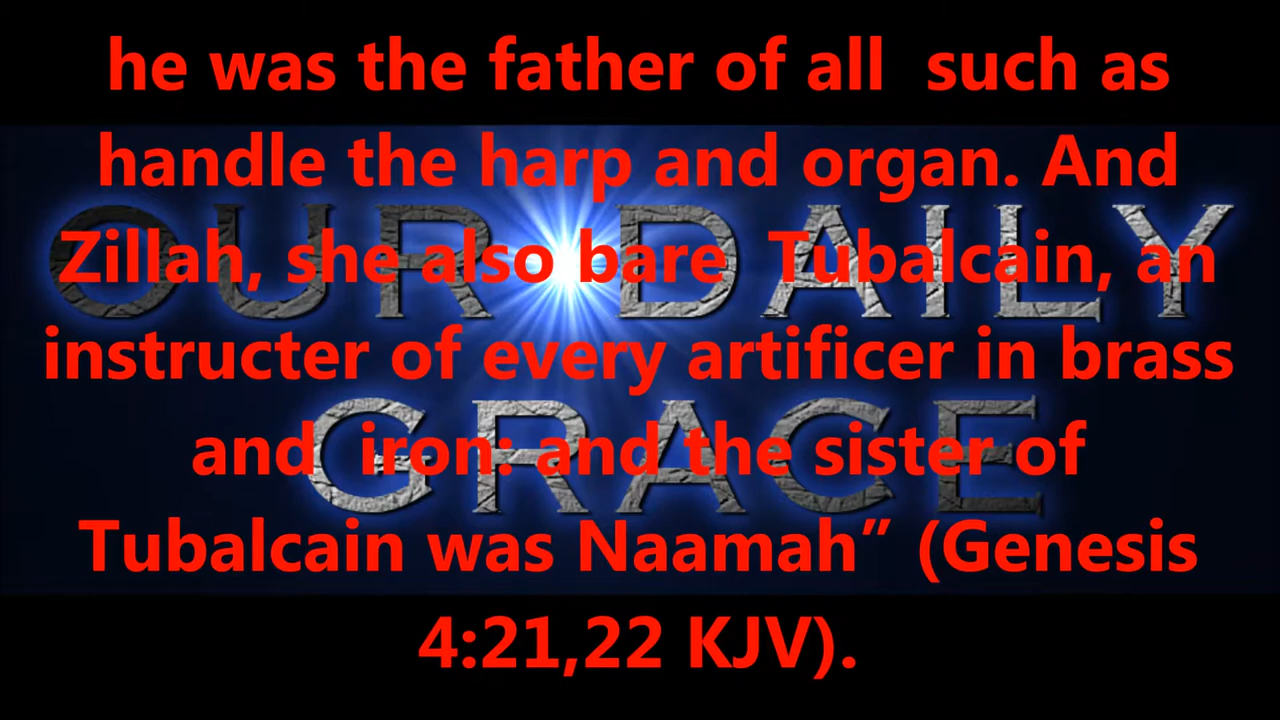 he was the father of all  such as
handle the harp and organ. And
OUR DAILY
Zillah, she also bare  Tubalcain, an
instructer of every artificer in brass
GRACE
and  iron: and the sister of
Tubalcain was Naamah” (Genesis
4:21,22 KJV).